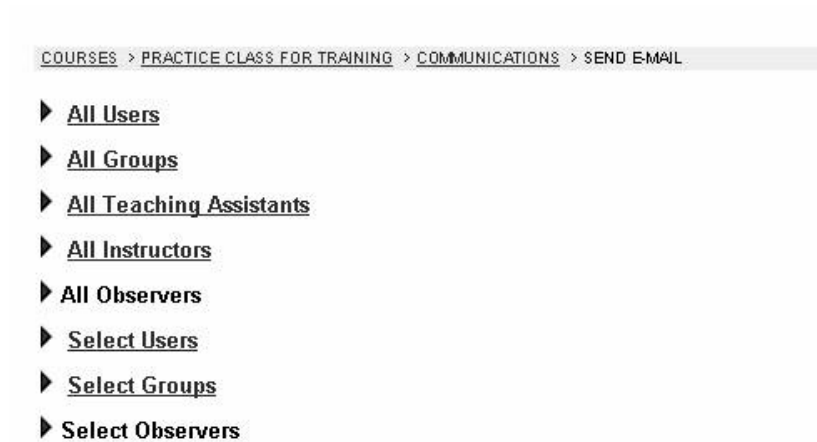 COURSES > PRACTICE CLASS FOR TRAINING > COMMUNICATIONS > SEND E-MAIL
All Users
All Groups
All Teaching Assistants
All Instructors
All Observers
Select Users
Select Groups
Select Observers